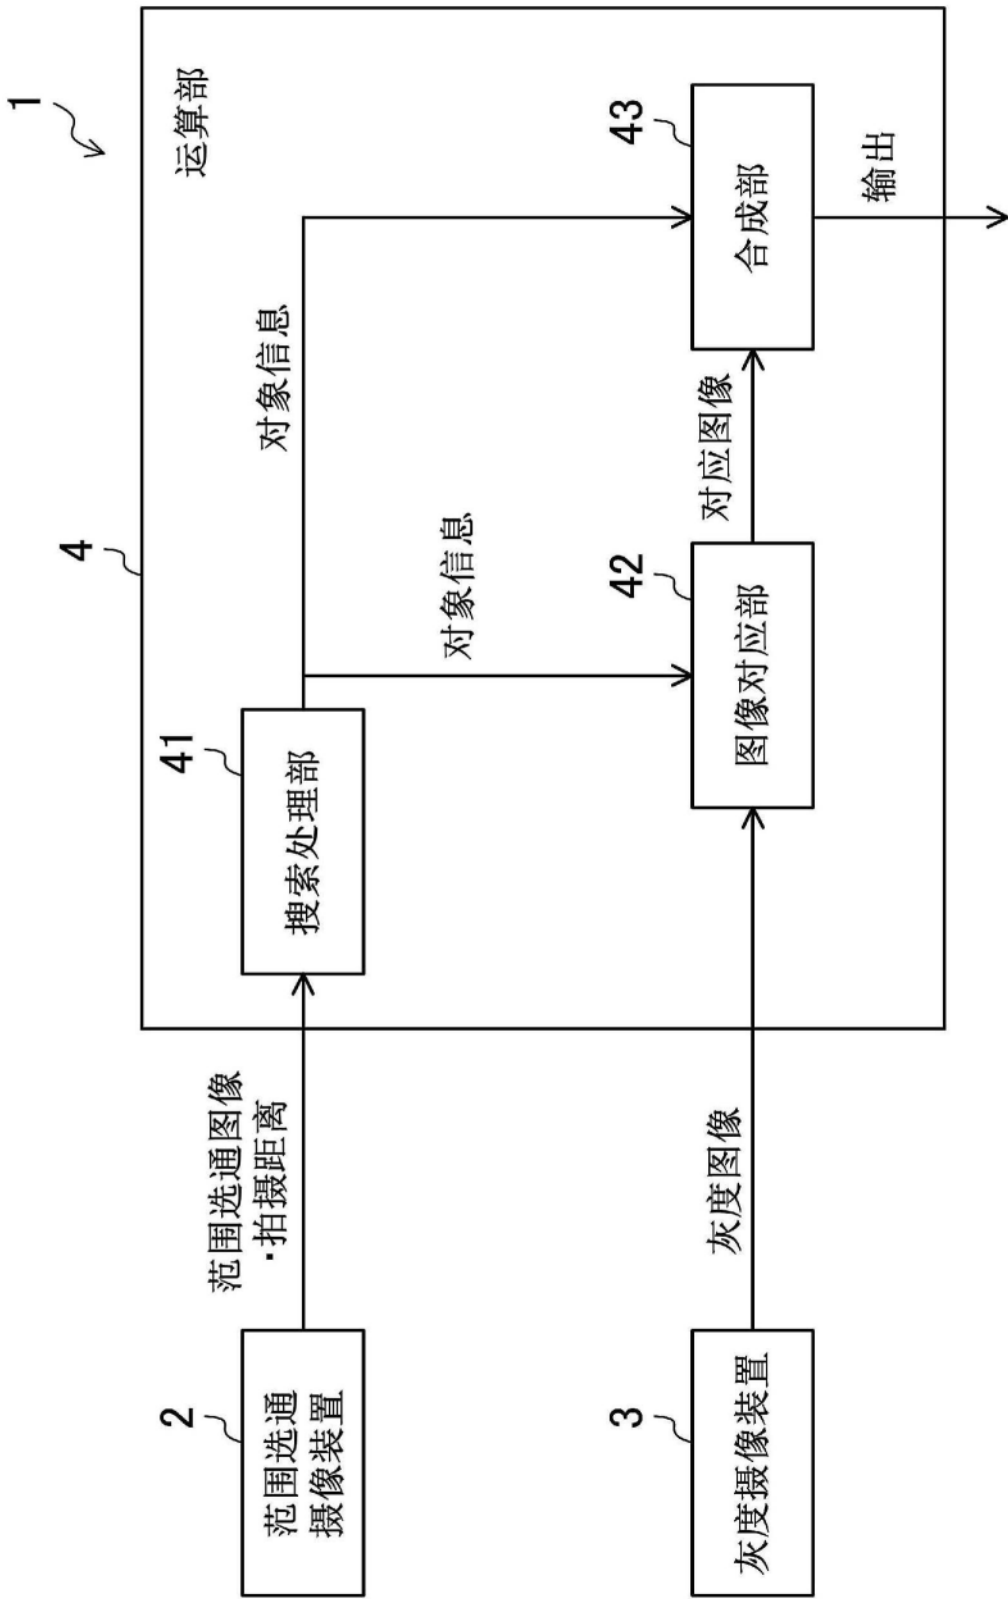 1
4
运算部
2
范围选通
摄像装置
范围选通图像
·拍摄距离
41
搜索处理部
对象信息
对象信息
3
灰度摄像装置
灰度图像
42
图像对应部
对应图像
43
合成部
输出